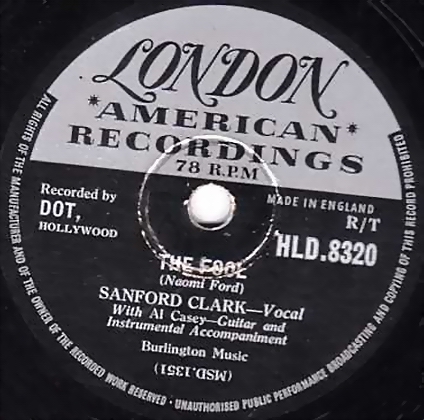 LONDON
*AMERICAN*
RECORDINGS
78 R.P.M
MADE IN ENGLAND
Recorded by
DOT,
HOLLYWOOD
R/T
HLD.8320
THE FOOL
(Naomi Ford)
SANFORD CLARK—Vocal
With Al Casey—Guitar and
Instrumental Accompaniment
Burlington Music
(MSD.1351)
ALL RIGHTS OF THE MANUFACTURER AND OF THE OWNER OF THE RECORDED WORK RESERVED · UNAUTHORISED PUBLIC PERFORMANCE BROADCASTING AND COPYING OF THIS RECORD PROHIBITED